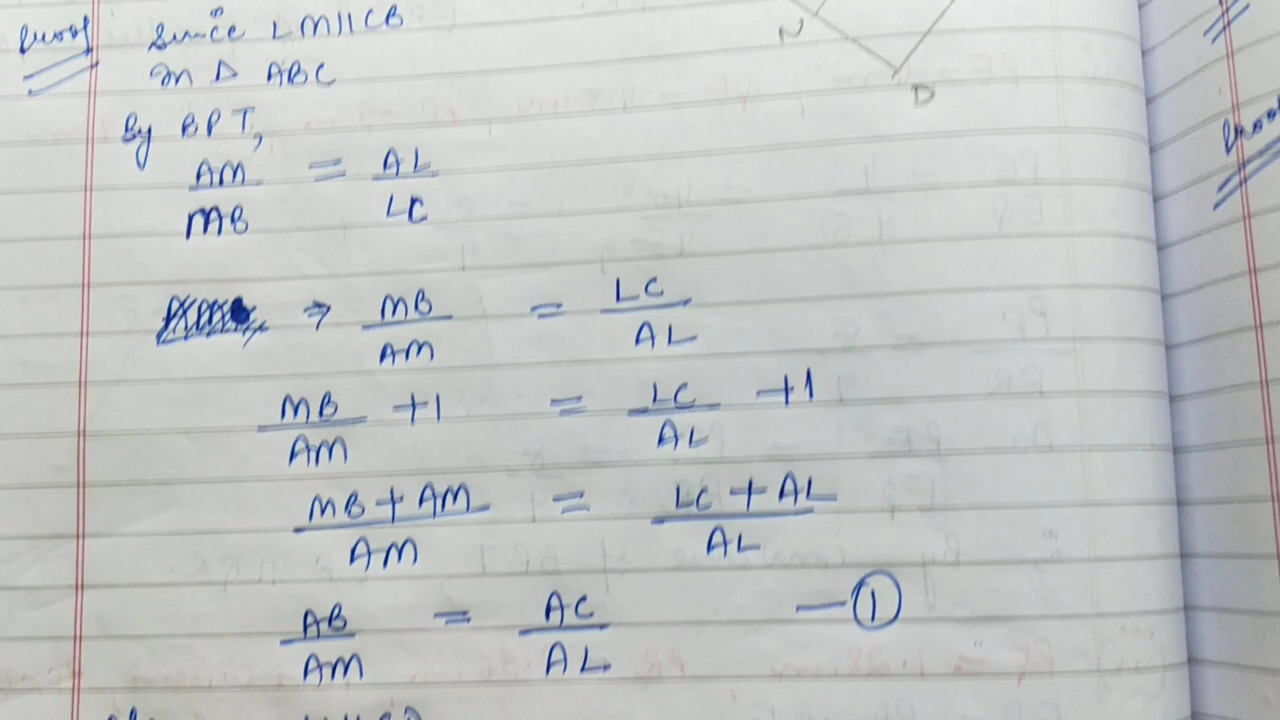 Proof Since LM||CB
In Δ ABC
By BPT,
AM/MB = AL/LC
⇒ MB/AM = LC/AL
MB/AM +1 = LC/AL +1
MB+AM/AM = LC+AL/AL
AB/AM = AC/AL —①
N
D